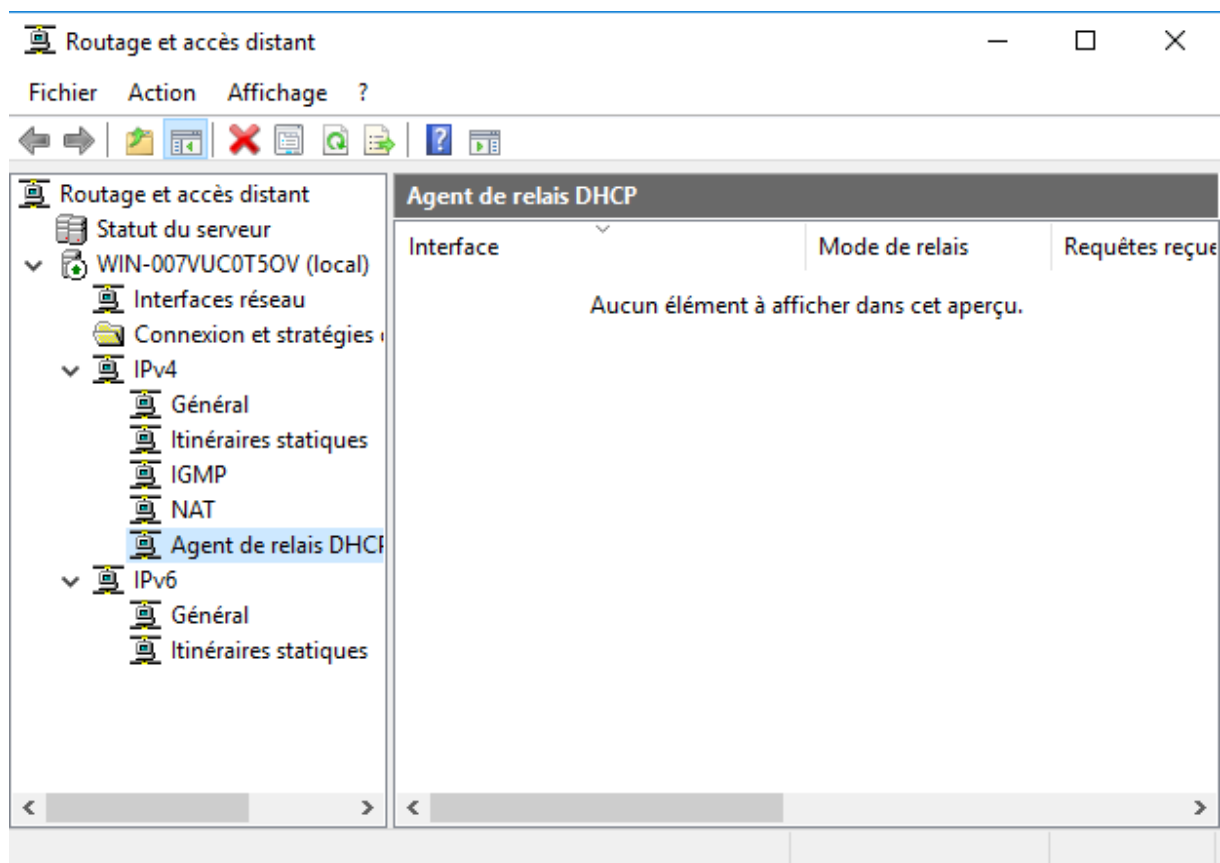 Routage et accès distant
Fichier Action Affichage ?
Routage et accès distant
Statut du serveur
WIN-007VUC0T5OV (local)
Interfaces réseau
Connexion et stratégies
IPv4
Général
Itinéraires statiques
IGMP
NAT
Agent de relais DHCP
IPv6
Général
Itinéraires statiques
Agent de relais DHCP
Interface Mode de relais Requêtes reçue
Aucun élément à afficher dans cet aperçu.